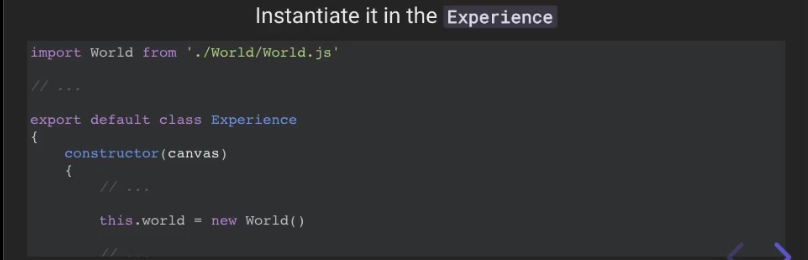 Instantiate it in the Experience
import World from './World/World.js'
// ...
export default class Experience
{
constructor(canvas)
{
// ...
this.world = new World()
// ...